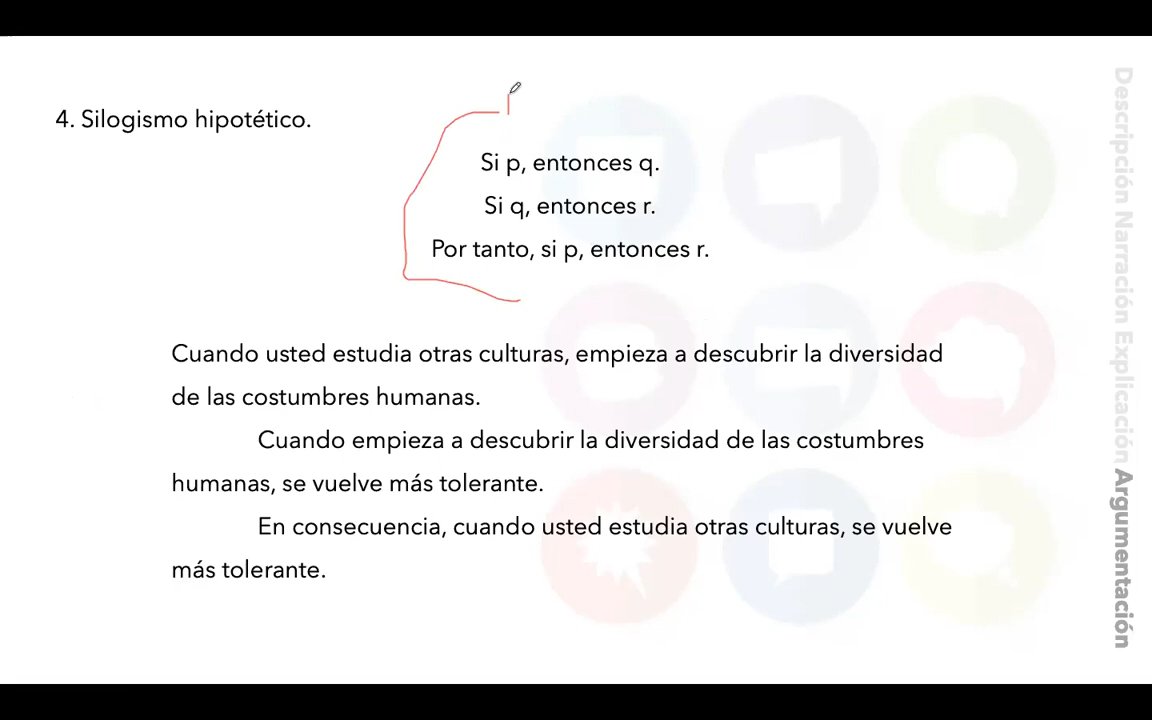 4. Silogismo hipotético.
Si p, entonces q.
Si q, entonces r.
Por tanto, si p, entonces r.
Cuando usted estudia otras culturas, empieza a descubrir la diversidad
de las costumbres humanas.
Cuando empieza a descubrir la diversidad de las costumbres
humanas, se vuelve más tolerante.
En consecuencia, cuando usted estudia otras culturas, se vuelve
más tolerante.
Descripción Narración Explicación Argumentación